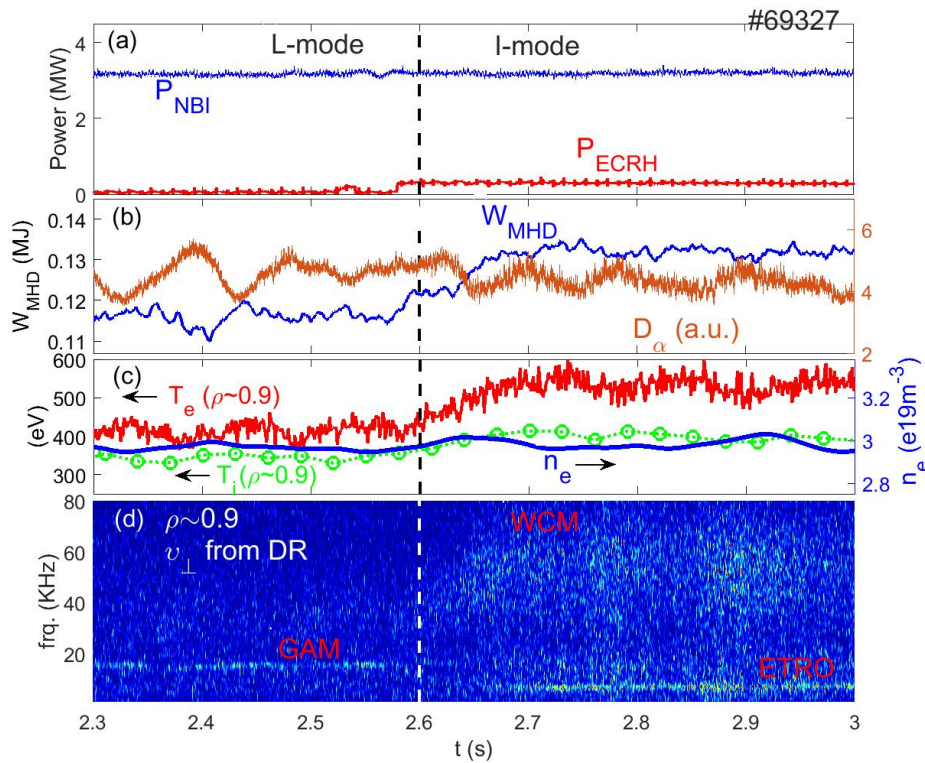 #69327
(a)
L-mode
I-mode
4
2
0
Power (MW)
P_NBI
P_ECRH
(b)
0.14
0.13
0.12
0.11
W_MHD (MJ)
W_MHD
D_α (a.u.)
6
4
2
(c)
600
500
400
300
(eV)
T_e (ρ~0.9)
T_i (ρ~0.9)
n_e
3.2
3
2.8
n_e (e19m^-3)
(d)
ρ~0.9
υ_⊥ from DR
WCM
GAM
ETRO
80
60
40
20
frq. (KHz)
2.3 2.4 2.5 2.6 2.7 2.8 2.9 3
t (s)